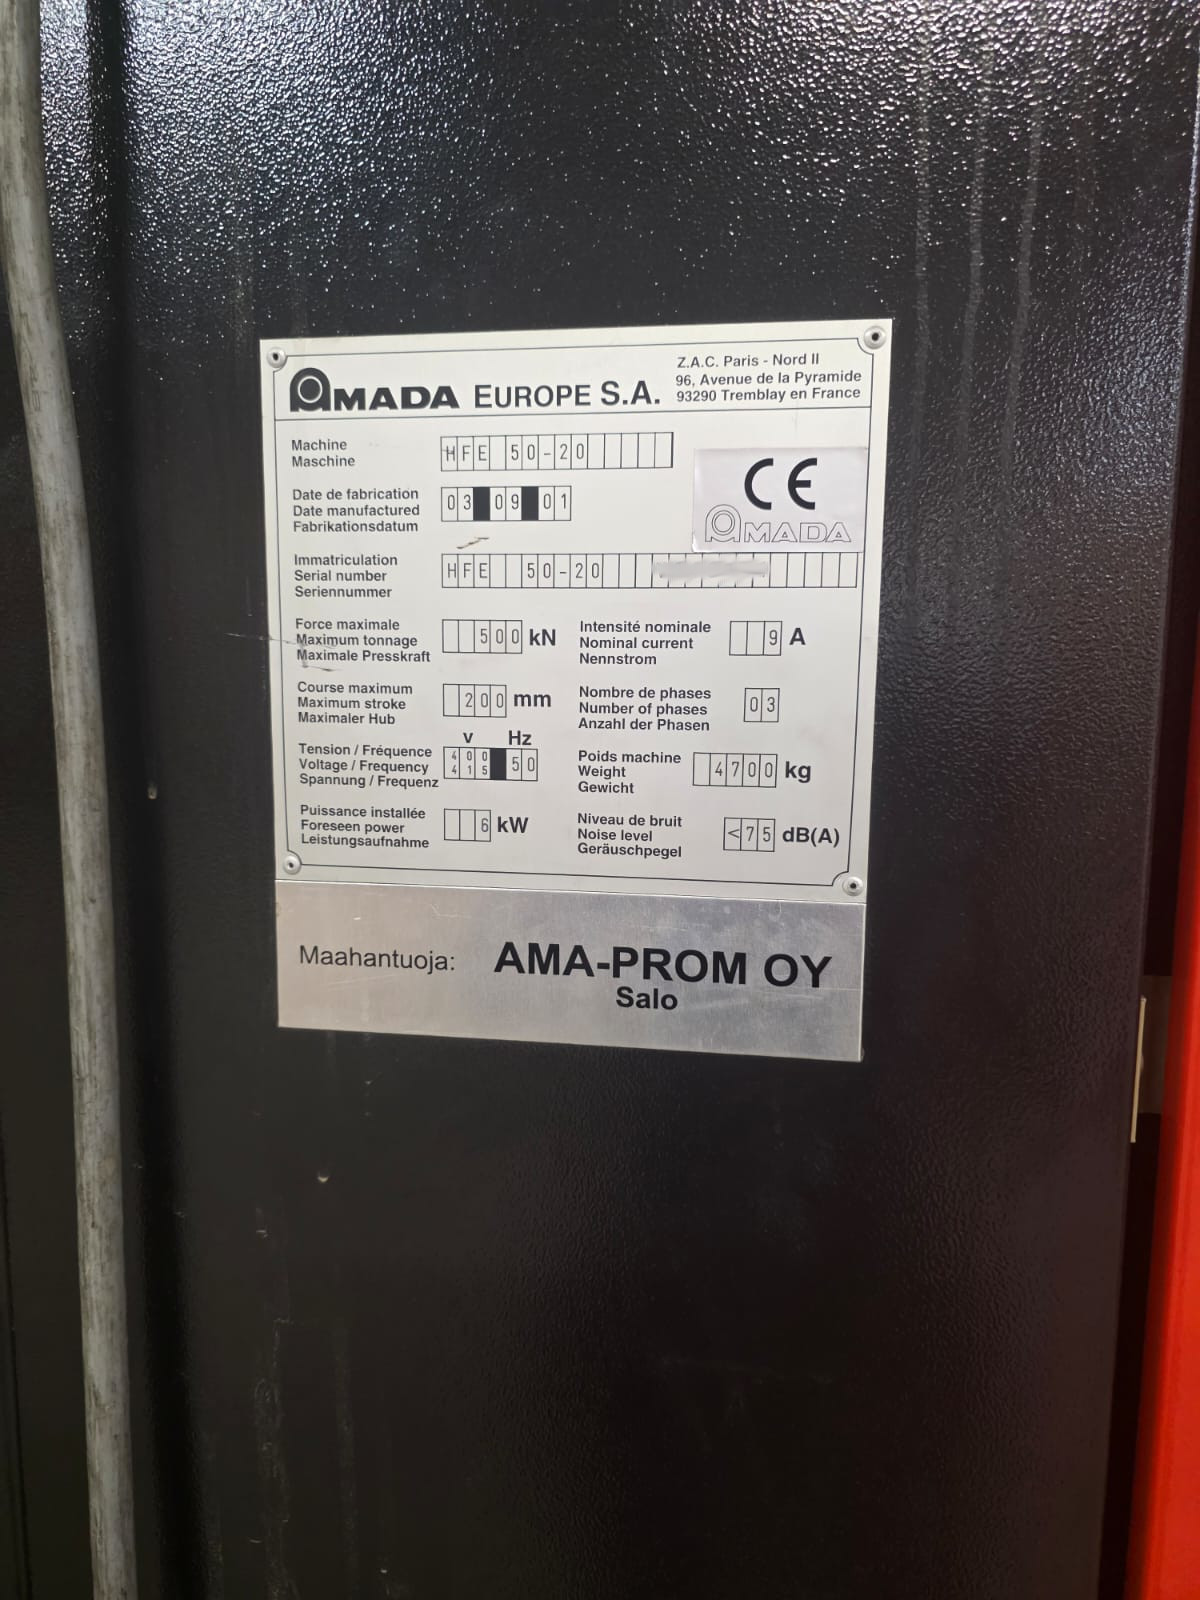 AMADA EUROPE S.A.
Z.A.C. Paris - Nord II
96, Avenue de la Pyramide
93290 Tremblay en France
Machine
Maschine
HFE 50-20
CE
AMADA
Date de fabrication
Date manufactured
Fabrikationsdatum
03 09 01
Immatriculation
Serial number
Seriennummer
HFE 50-20
Force maximale
Maximum tonnage
Maximale Presskraft
500 kN
Intensité nominale
Nominal current
Nennstrom
9 A
Course maximum
Maximum stroke
Maximaler Hub
200 mm
Nombre de phases
Number of phases
Anzahl der Phasen
03
V Hz
Tension / Fréquence
Voltage / Frequency
Spannung / Frequenz
400
415
50
Poids machine
Weight
Gewicht
4700 kg
Puissance installée
Foreseen power
Leistungsaufnahme
6 kW
Niveau de bruit
Noise level
Geräuschpegel
<75 dB(A)
Maahantuoja: AMA-PROM OY
Salo